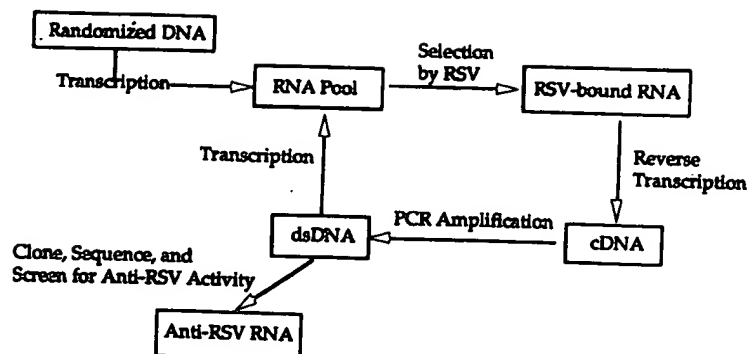 Randomized DNA
Transcription
RNA Pool
Selection
by RSV
RSV-bound RNA
Reverse
Transcription
cDNA
PCR Amplification
dsDNA
Transcription
Clone, Sequence, and
Screen for Anti-RSV Activity
Anti-RSV RNA